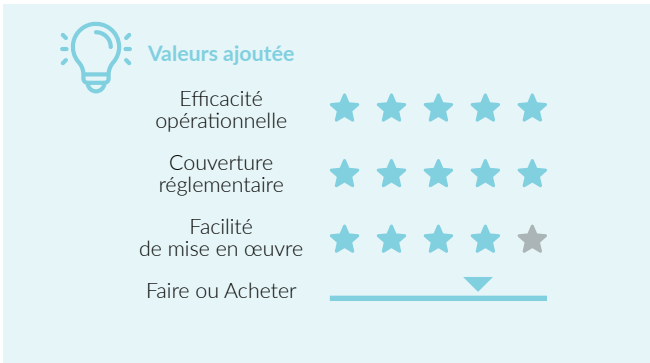 Valeurs ajoutée
Efficacité
opérationnelle
Couverture
réglementaire
Facilité
de mise en œuvre
Faire ou Acheter